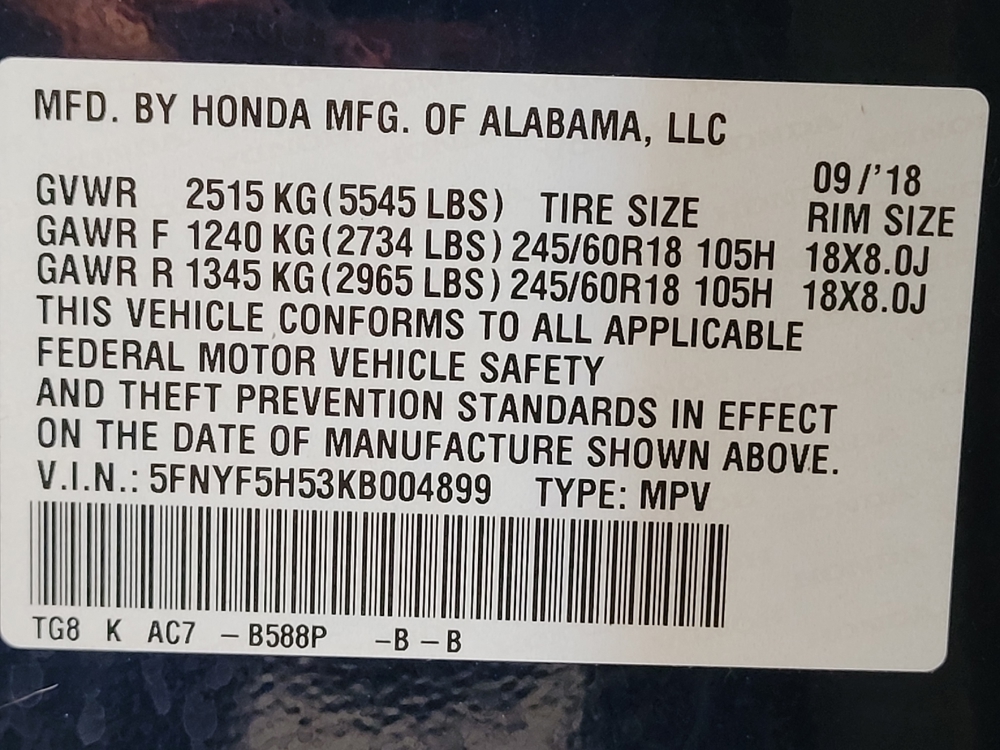 MFD. BY HONDA MFG. OF ALABAMA, LLC
09/'18
GVWR 2515 KG (5545 LBS) TIRE SIZE RIM SIZE
GAWR F 1240 KG (2734 LBS) 245/60R18 105H 18X8.0J
GAWR R 1345 KG (2965 LBS) 245/60R18 105H 18X8.0J
THIS VEHICLE CONFORMS TO ALL APPLICABLE
FEDERAL MOTOR VEHICLE SAFETY
AND THEFT PREVENTION STANDARDS IN EFFECT
ON THE DATE OF MANUFACTURE SHOWN ABOVE.
V.I.N.: 5FNYF5H53KB004899 TYPE: MPV
TG8 K AC7 – B588P –B – B